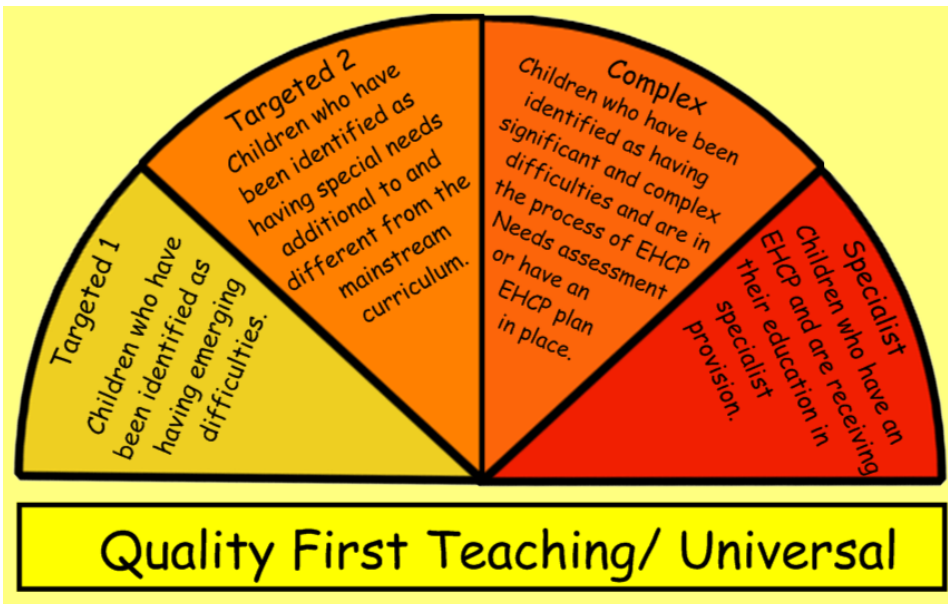 Targeted 1
Children who have
been identified as
having emerging
difficulties.
Targeted 2
Children who have
been identified as
having special needs
additional to and
different from the
mainstream
curriculum.
Complex
Children who have been
identified as having
significant and complex
difficulties and are in
the process of EHCP
Needs assessment
or have an
EHCP plan
in place.
Specialist
Children who have an
EHCP and are receiving
their education in
specialist
provision.
Quality First Teaching/ Universal